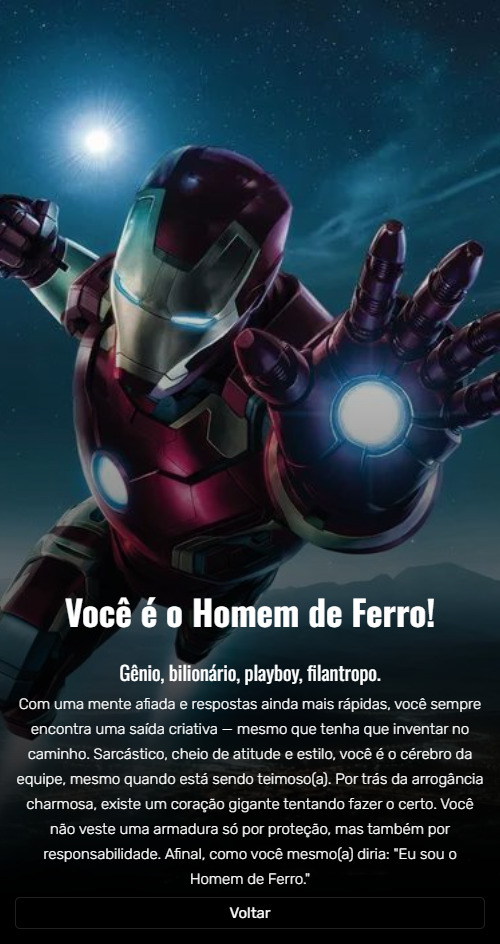 Você é o Homem de Ferro!
Gênio, bilionário, playboy, filantropo.
Com uma mente afiada e respostas ainda mais rápidas, você sempre
encontra uma saída criativa — mesmo que tenha que inventar no
caminho. Sarcástico, cheio de atitude e estilo, você é o cérebro da
equipe, mesmo quando está sendo teimoso(a). Por trás da arrogância
charmosa, existe um coração gigante tentando fazer o certo. Você
não veste uma armadura só por proteção, mas também por
responsabilidade. Afinal, como você mesmo(a) diria: "Eu sou o
Homem de Ferro."
Voltar